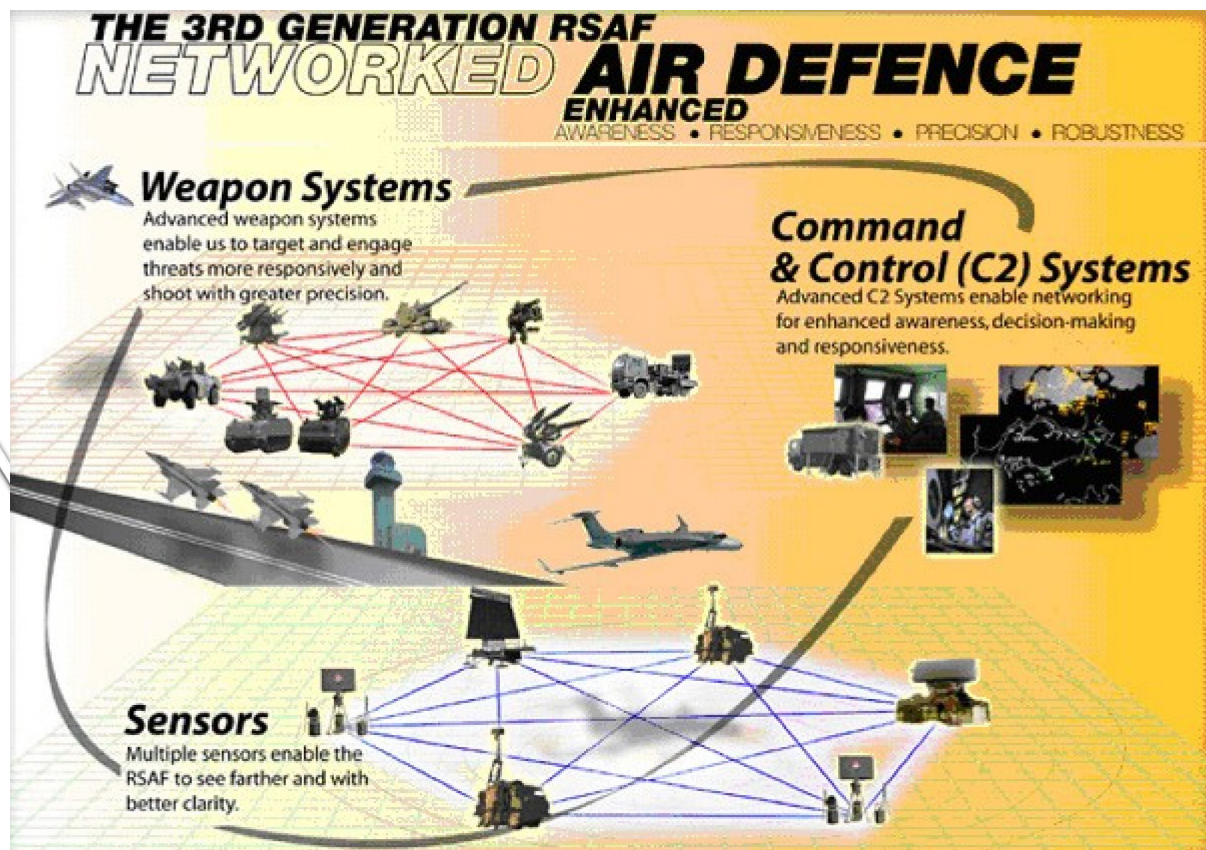 THE 3RD GENERATION RSAF
NETWORKED AIR DEFENCE
ENHANCED
AWARENESS • RESPONSIVENESS • PRECISION • ROBUSTNESS
Weapon Systems
Advanced weapon systems
enable us to target and engage
threats more responsively and
shoot with greater precision.
Command
& Control (C2) Systems
Advanced C2 Systems enable networking
for enhanced awareness, decision-making
and responsiveness.
Sensors
Multiple sensors enable the
RSAF to see farther and with
better clarity.